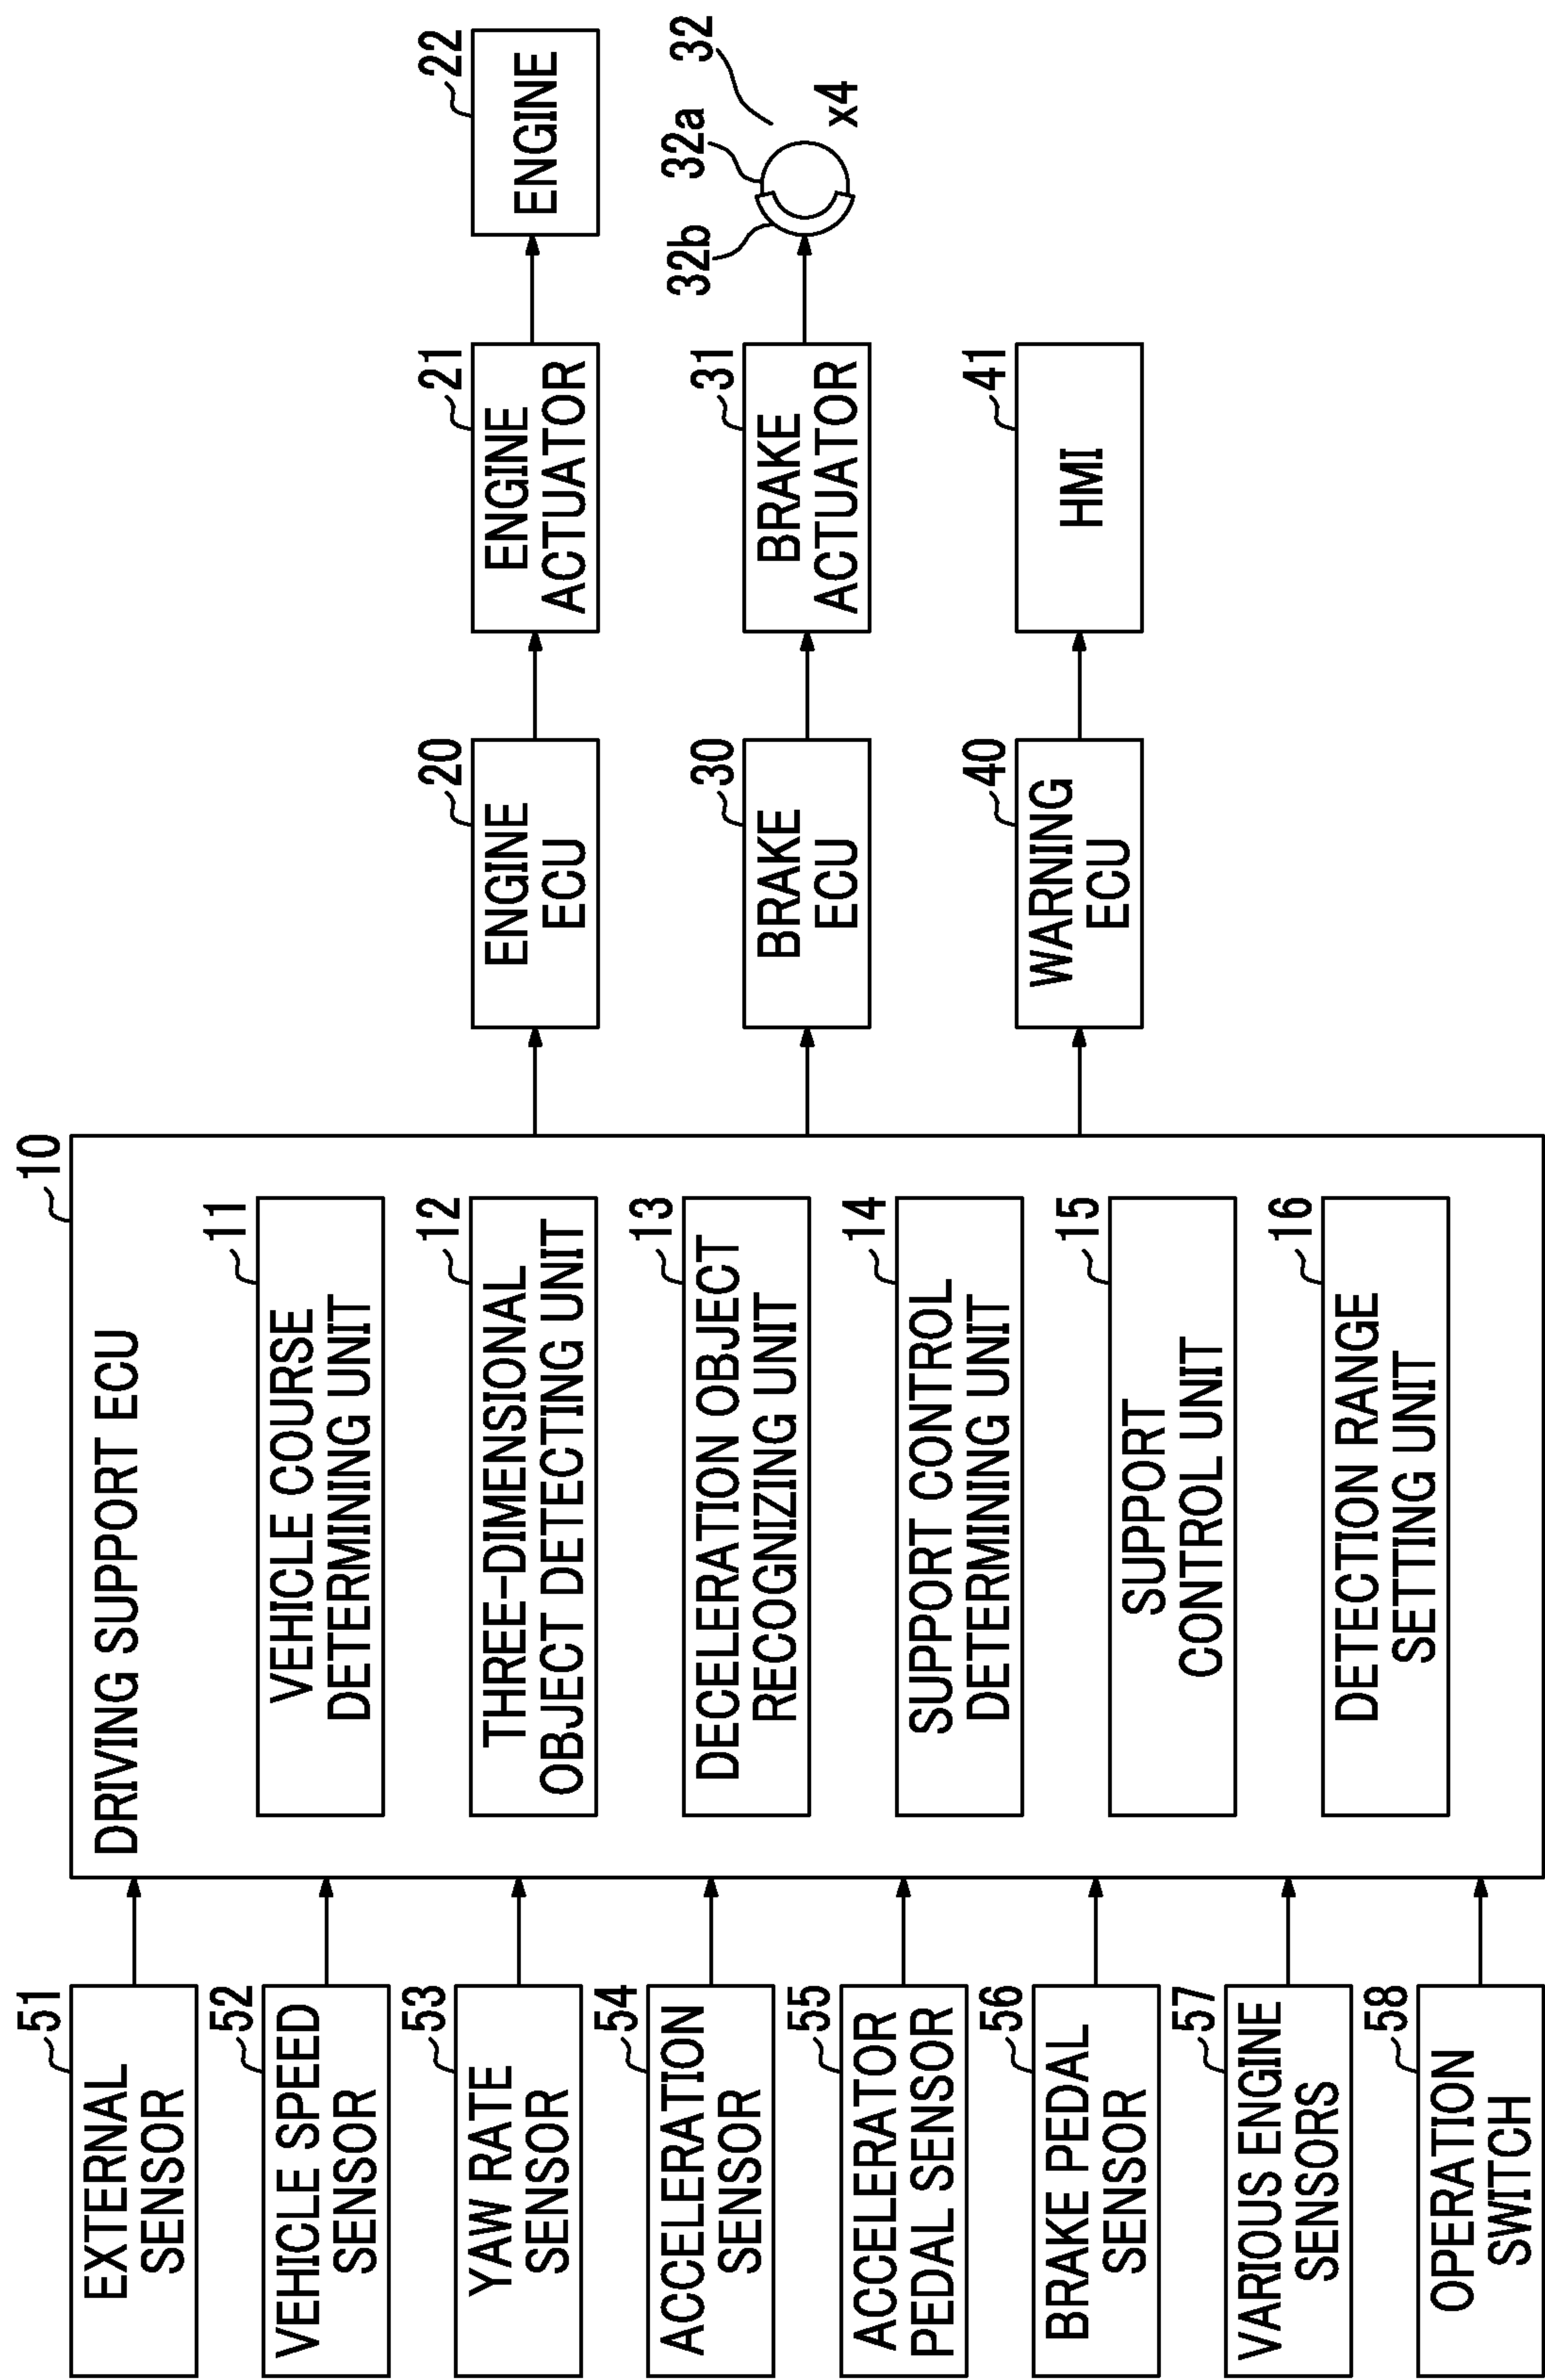 51
EXTERNAL
SENSOR
52
VEHICLE SPEED
SENSOR
53
YAW RATE
SENSOR
54
ACCELERATION
SENSOR
55
ACCELERATOR
PEDAL SENSOR
56
BRAKE PEDAL
SENSOR
57
VARIOUS ENGINE
SENSORS
58
OPERATION
SWITCH
10
DRIVING SUPPORT ECU
11
VEHICLE COURSE
DETERMINING UNIT
12
THREE-DIMENSIONAL
OBJECT DETECTING UNIT
13
DECELERATION OBJECT
RECOGNIZING UNIT
14
SUPPORT CONTROL
DETERMINING UNIT
15
SUPPORT
CONTROL UNIT
16
DETECTION RANGE
SETTING UNIT
20
ENGINE
ECU
21
ENGINE
ACTUATOR
22
ENGINE
30
BRAKE
ECU
31
BRAKE
ACTUATOR
32b
32a
32
x4
40
WARNING
ECU
41
HMI